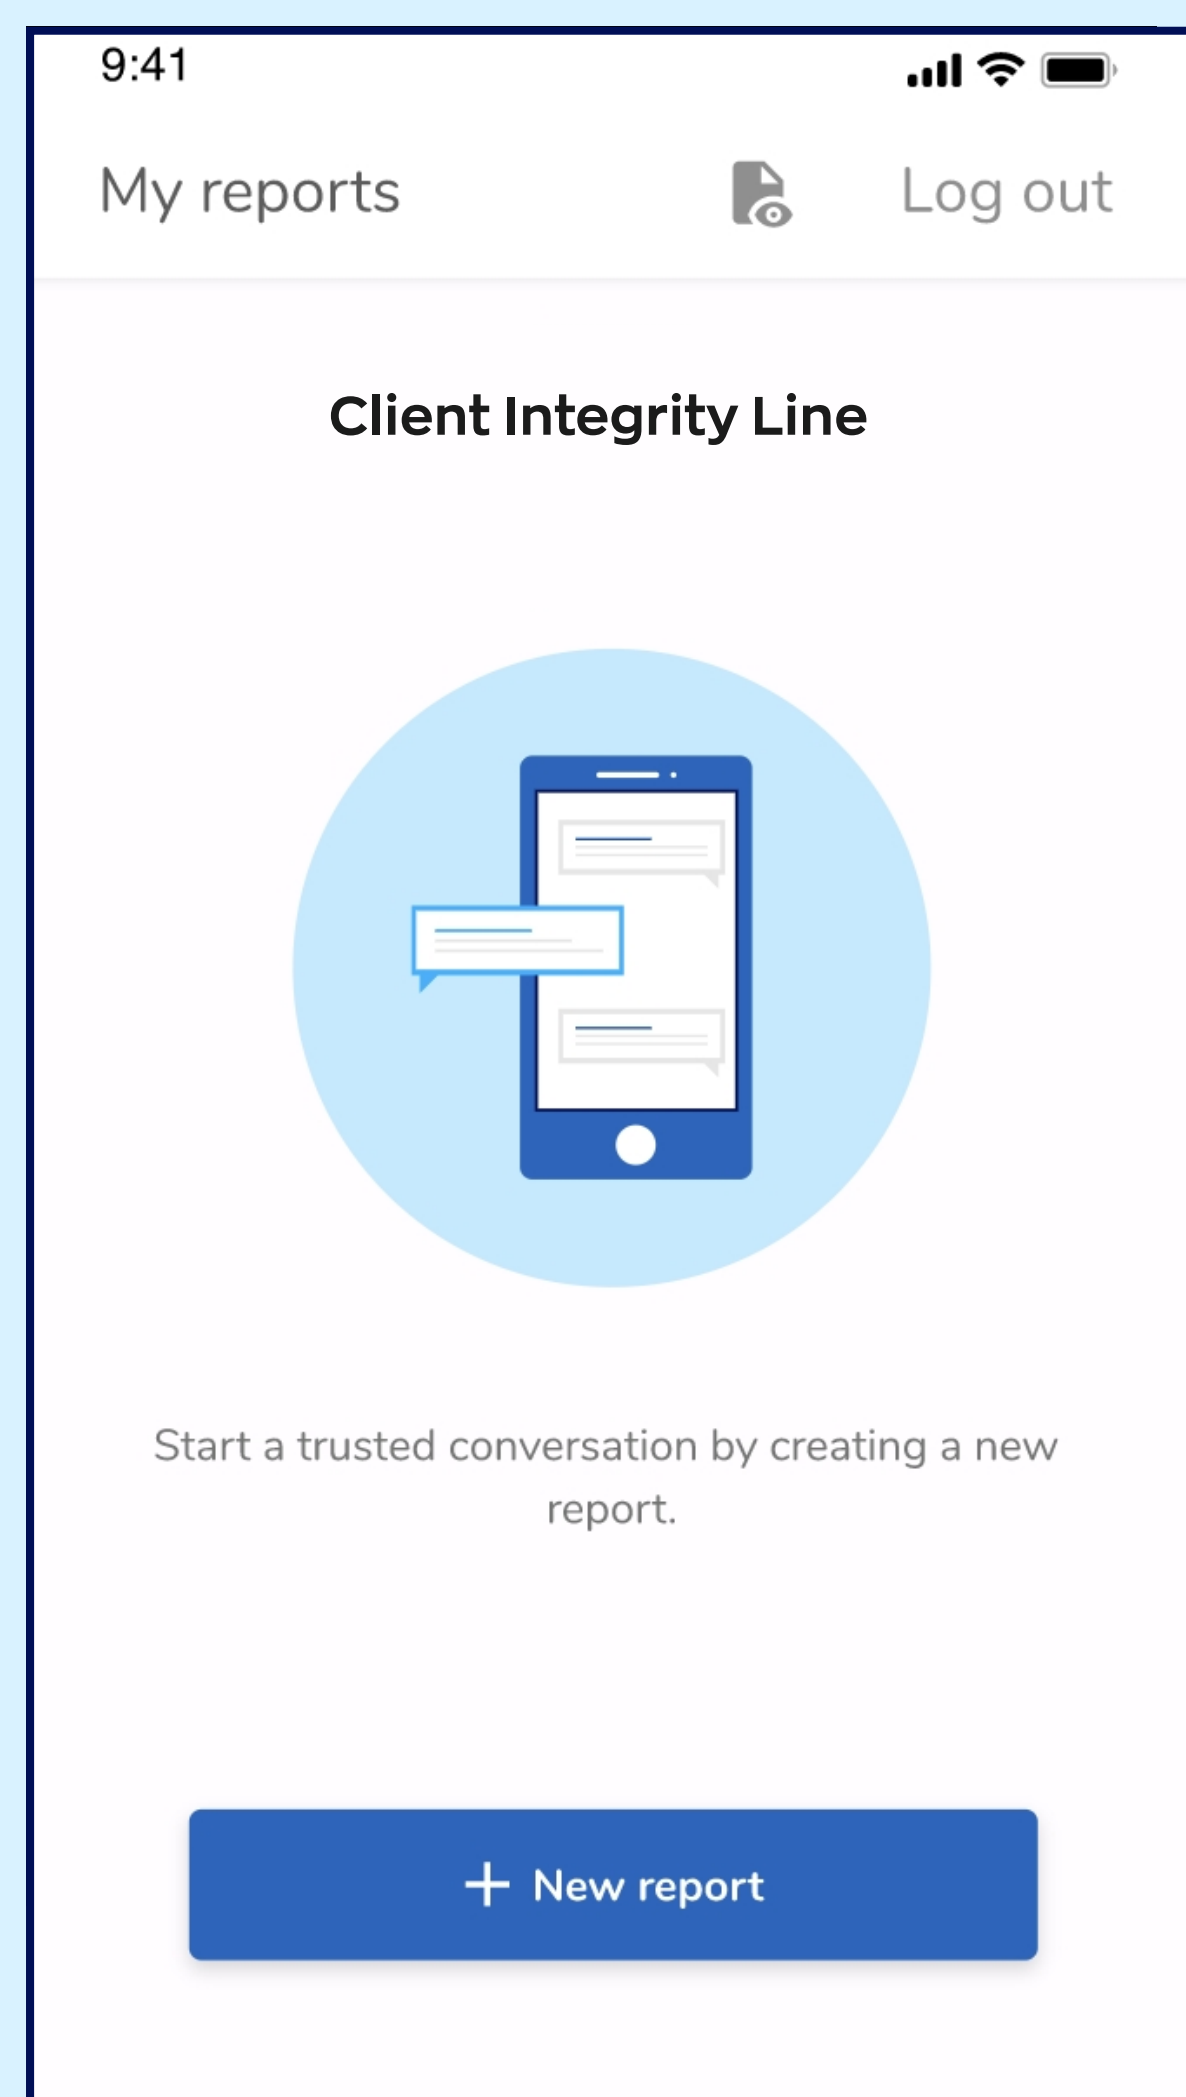 9:41
My reports
Log out
Client Integrity Line
Start a trusted conversation by creating a new
report.
+ New report